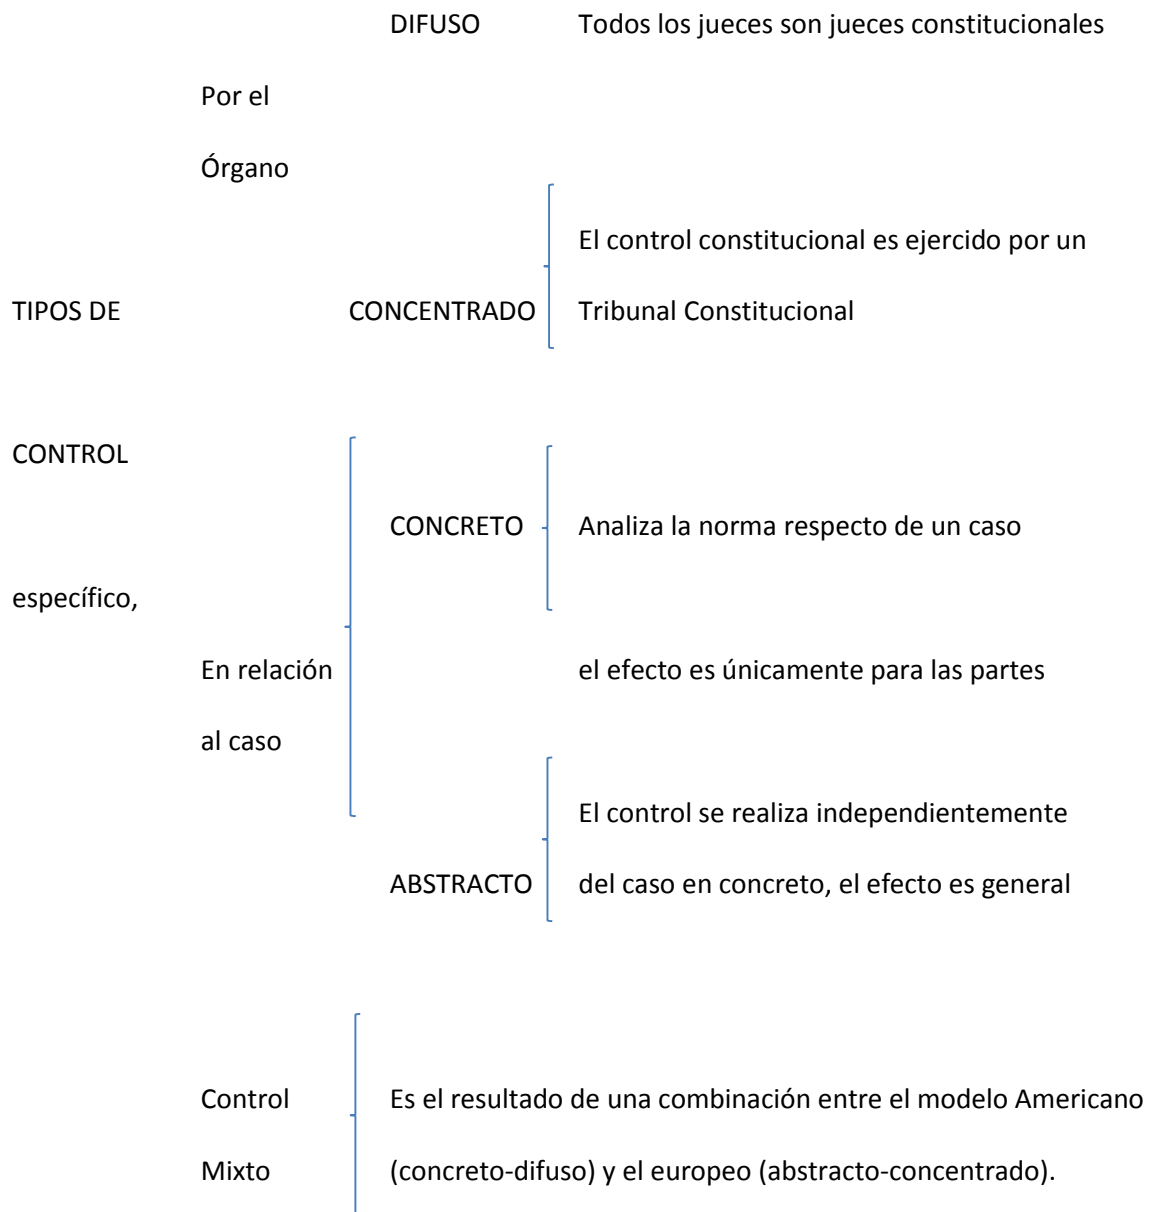 DIFUSO Todos los jueces son jueces constitucionales
Por el
Órgano
El control constitucional es ejercido por un
TIPOS DE CONCENTRADO Tribunal Constitucional
CONTROL
CONCRETO Analiza la norma respecto de un caso
específico,
En relación el efecto es únicamente para las partes
al caso
El control se realiza independientemente
ABSTRACTO del caso en concreto, el efecto es general
Control Es el resultado de una combinación entre el modelo Americano
Mixto (concreto-difuso) y el europeo (abstracto-concentrado).